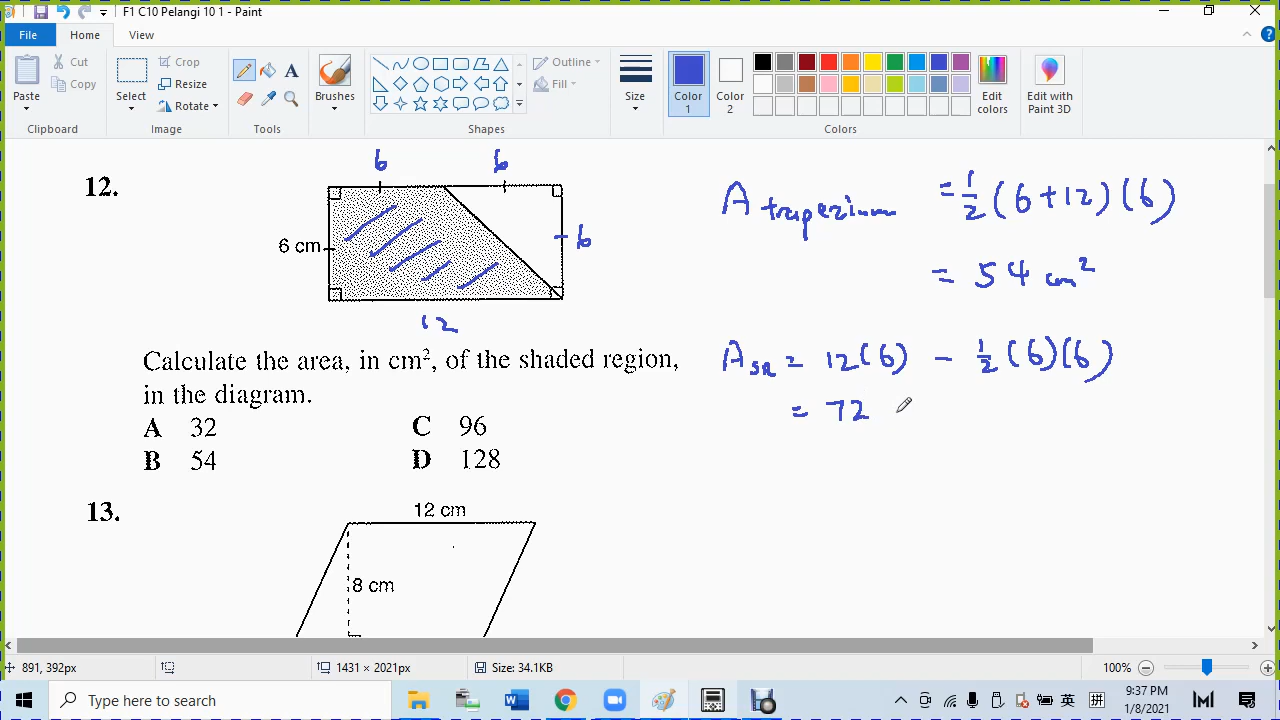 F1 C10 Pelangi 10 1 - Paint
File Home View
Paste
Cut
Copy
Clipboard
Select
Crop
Resize
Rotate
Image
A
Tools
Brushes
Outline
Fill
Shapes
Size
Color 1
Color 2
Edit colors
Edit with Paint 3D
Colors
12.
6 6
6 cm
6
12
Calculate the area, in cm², of the shaded region,
in the diagram.
A 32 C 96
B 54 D 128
A trapezium = 1/2 (6+12)(6)
= 54 cm²
A SR = 12(6) - 1/2 (6)(6)
= 72
13.
12 cm
8 cm
891, 392px
1431 × 2021px
Size: 34.1KB
100%
Type here to search
英
拼
9:37 PM
1/8/2021